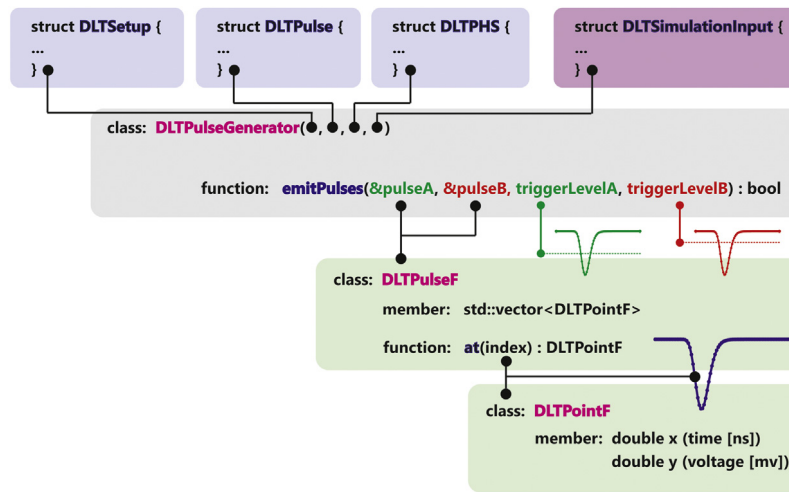 struct DLTSetup {
...
}
struct DLTPulse {
...
}
struct DLTPHS {
...
}
struct DLTSimulationInput {
...
}
class: DLTPulseGenerator( , , , )
function: emitPulses(&pulseA, &pulseB, triggerLevelA, triggerLevelB) : bool
class: DLTPulseF
member: std::vector<DLTPointF>
function: at(index) : DLTPointF
class: DLTPointF
member: double x (time [ns])
double y (voltage [mv])